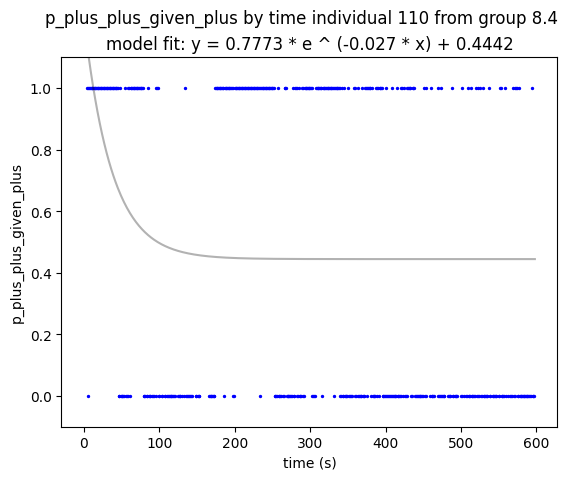 p_plus_plus_given_plus by time individual 110 from group 8.4
model fit: y = 0.7773 * e ^ (-0.027 * x) + 0.4442
p_plus_plus_given_plus
1.0
0.8
0.6
0.4
0.2
0.0
0 100 200 300 400 500 600
time (s)